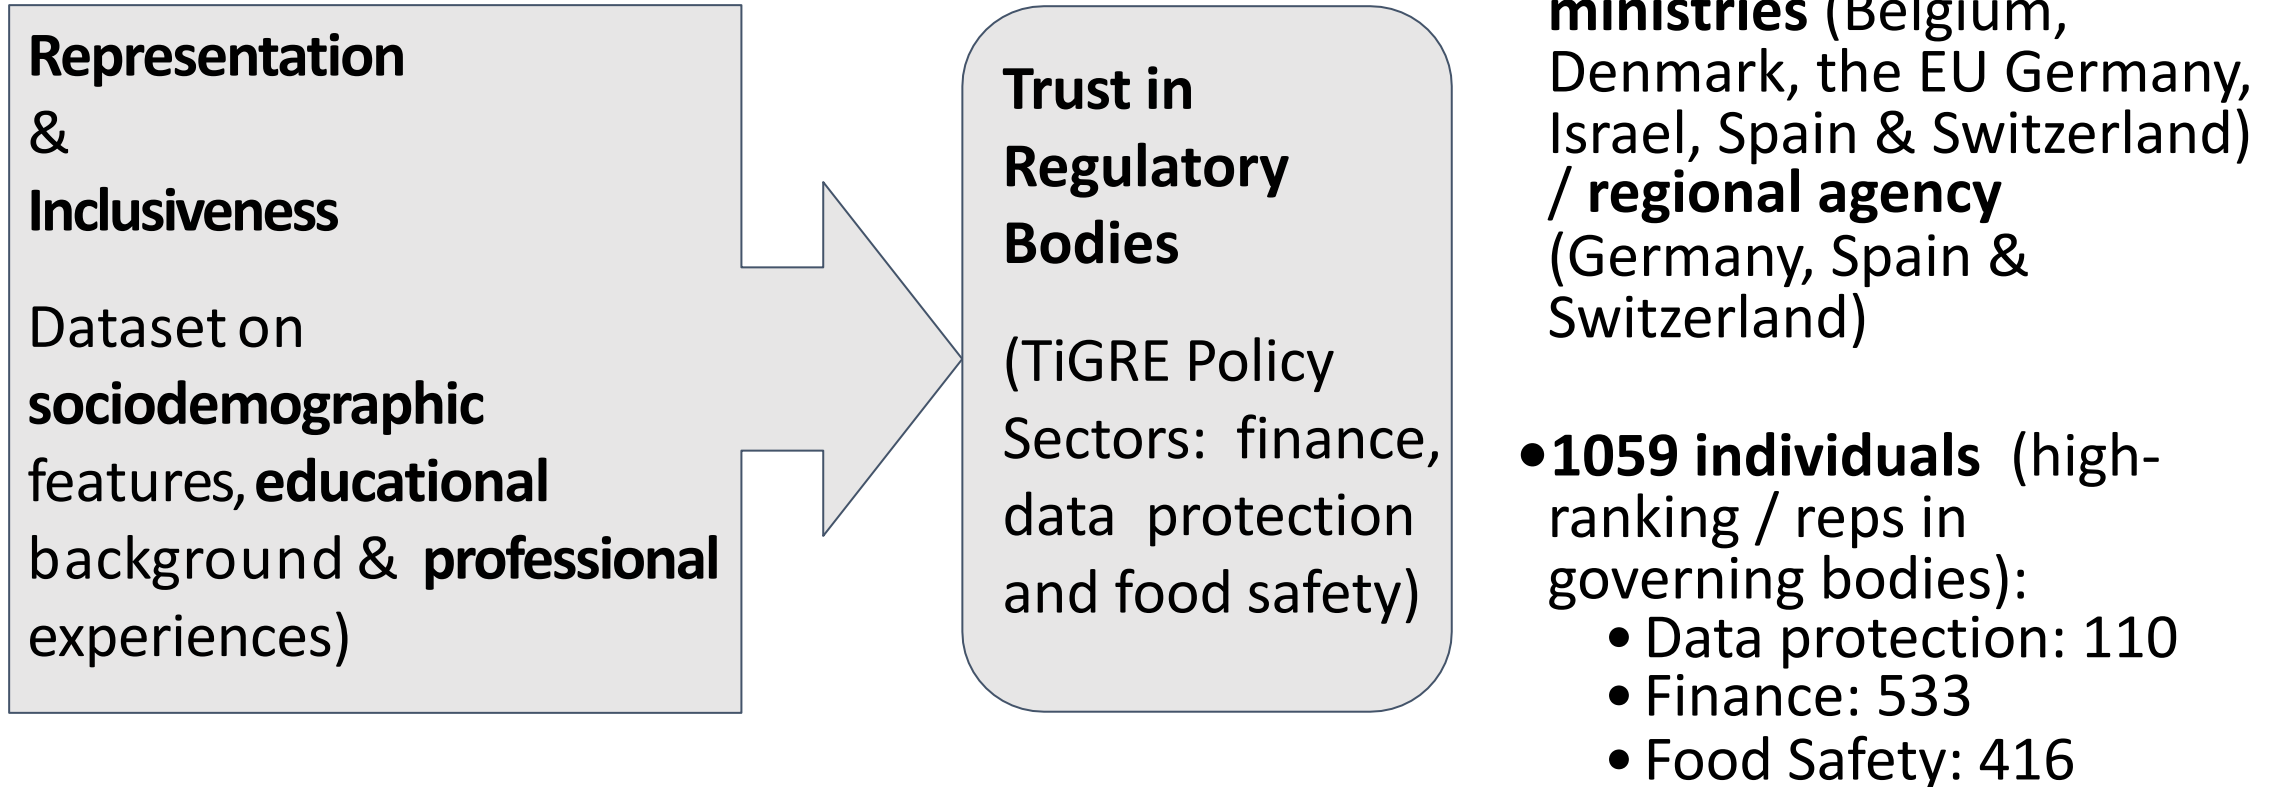 Representation
&
Inclusiveness
Dataset on
sociodemographic
features, educational
background & professional
experiences)
Trust in
Regulatory
Bodies
(TiGRE Policy
Sectors: finance,
data protection
and food safety)
ministries (Belgium,
Denmark, the EU Germany,
Israel, Spain & Switzerland)
/ regional agency
(Germany, Spain &
Switzerland)
•1059 individuals (high-
ranking / reps in
governing bodies):
• Data protection: 110
• Finance: 533
• Food Safety: 416